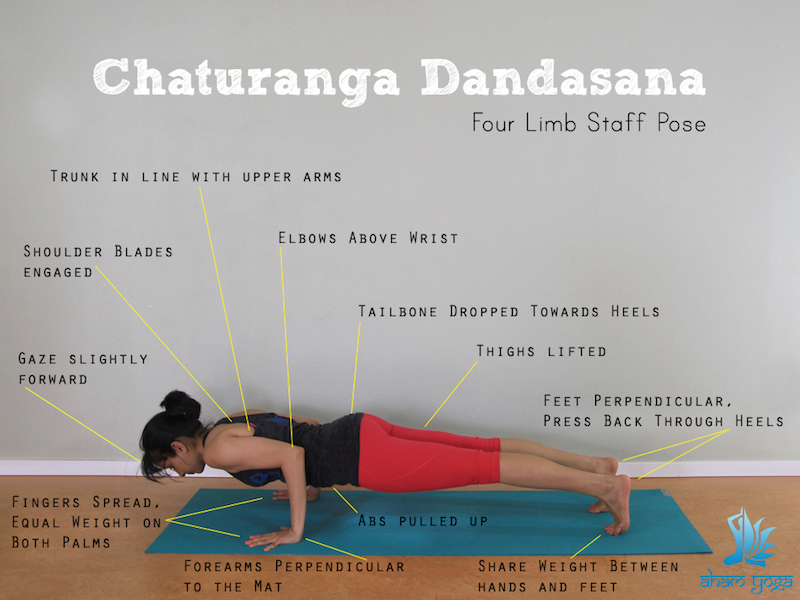 Chaturanga Dandasana
Four Limb Staff Pose
Trunk in line with upper arms
Elbows Above Wrist
Shoulder Blades
engaged
Tailbone Dropped Towards Heels
Thighs lifted
Gaze slightly
forward
Feet Perpendicular,
Press Back Through Heels
Fingers Spread,
Equal Weight on
Both Palms
Abs pulled up
Forearms Perpendicular
to the Mat
Share Weight Between
hands and feet
aham yoga